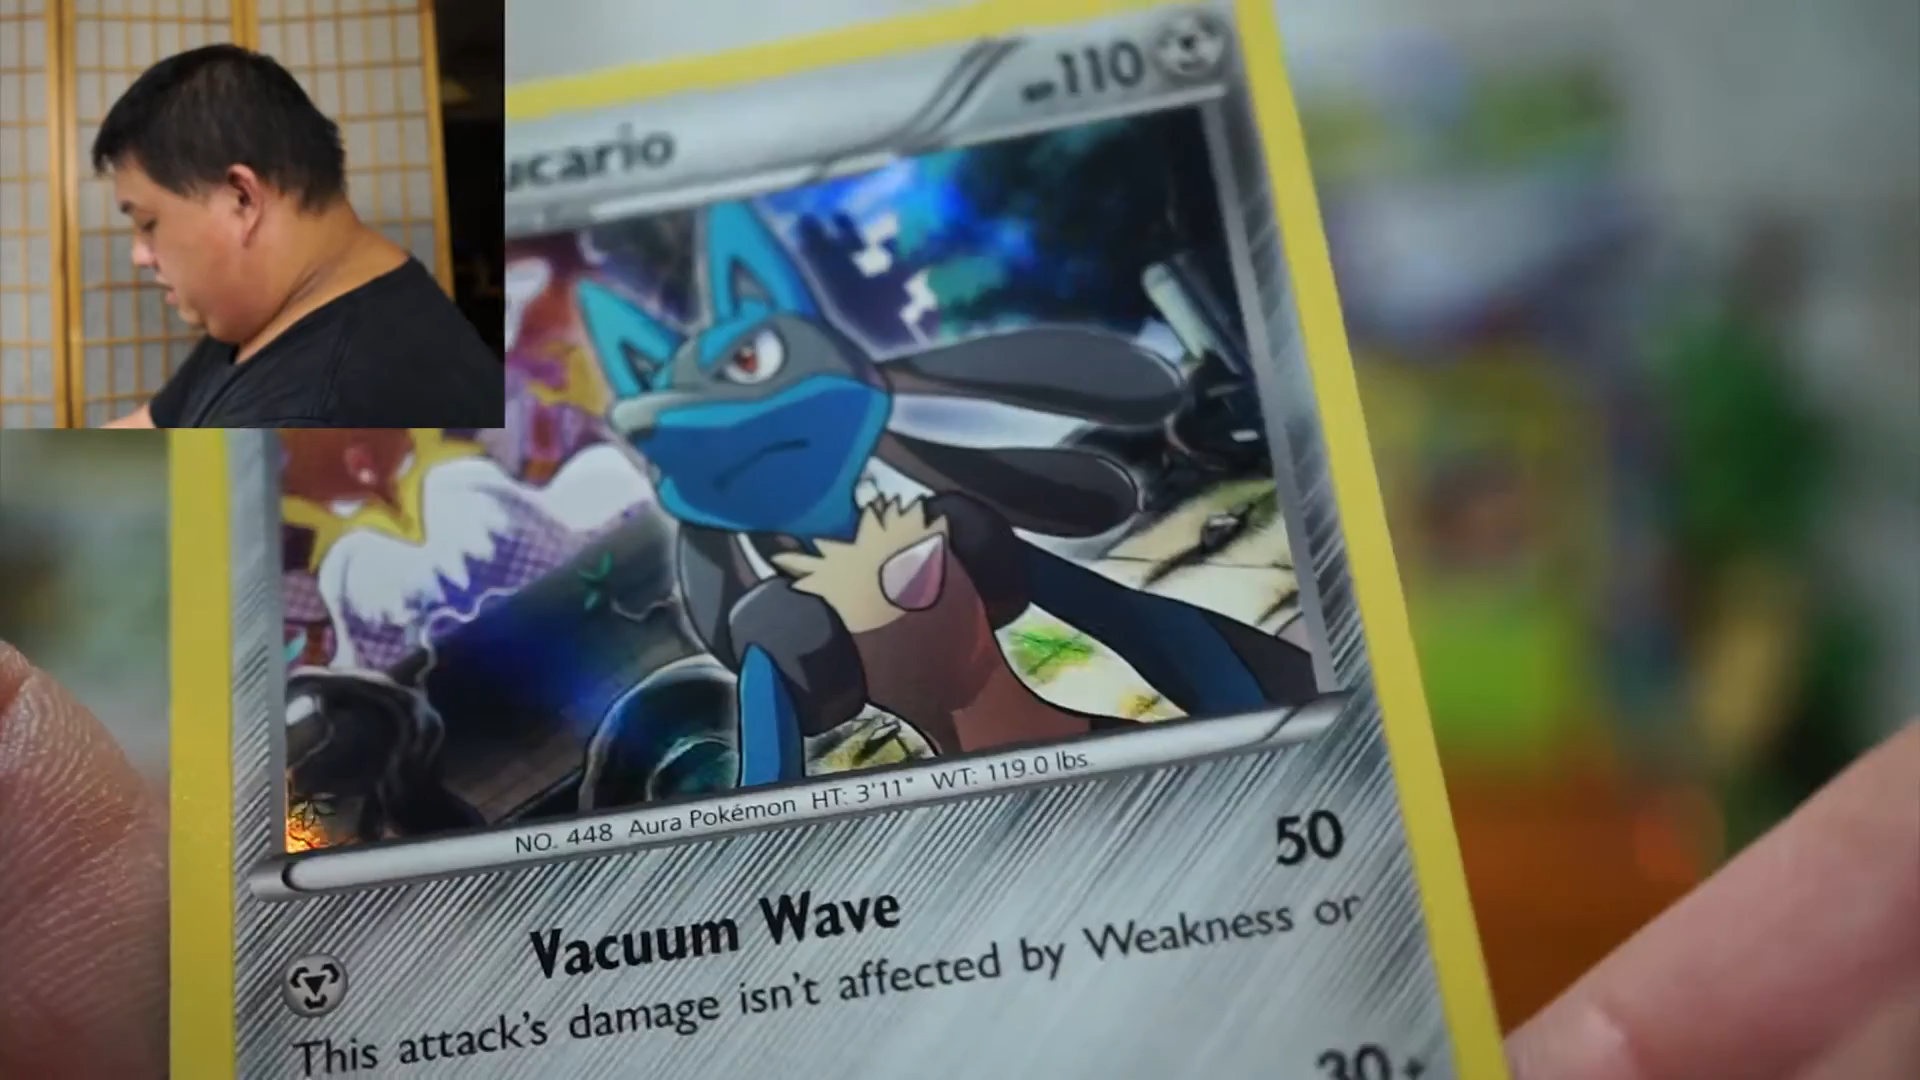 ucario
HP110
NO. 448 Aura Pokémon HT: 3'11" WT: 119.0 lbs.
Vacuum Wave 50
This attack's damage isn't affected by Weakness or
30+